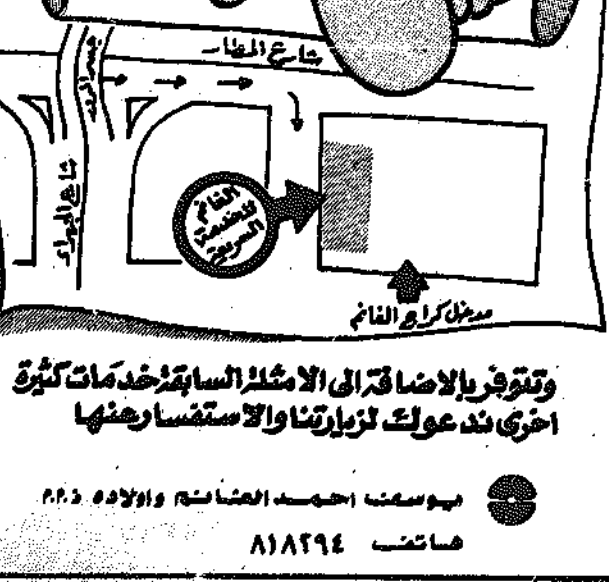 شارع المطار
شارع الجهراء
الغانم
للخدمة
السريعة
مدخل كراج الغانم
وتتوفر بالاضافة الى الامثلة السابقة خدمات كثيرة
اخرى ندعوك لزيارتنا والاستفسار عنها
يوسف احمد الغانم واولاده ذ.م.م
هاتف ٨١٨٢٩٤